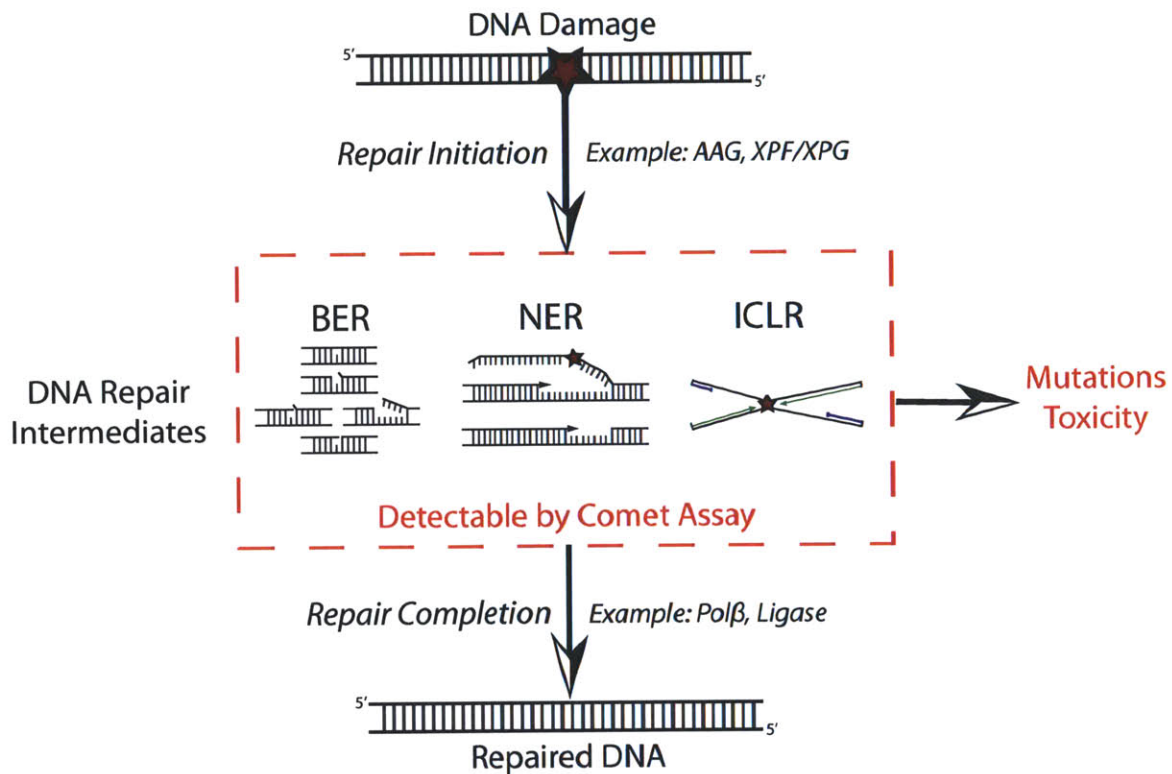 DNA Damage
5′
5′
Repair Initiation
Example: AAG, XPF/XPG
BER
NER
ICLR
DNA Repair
Intermediates
Mutations
Toxicity
Detectable by Comet Assay
Repair Completion
Example: Polβ, Ligase
5′
5′
Repaired DNA